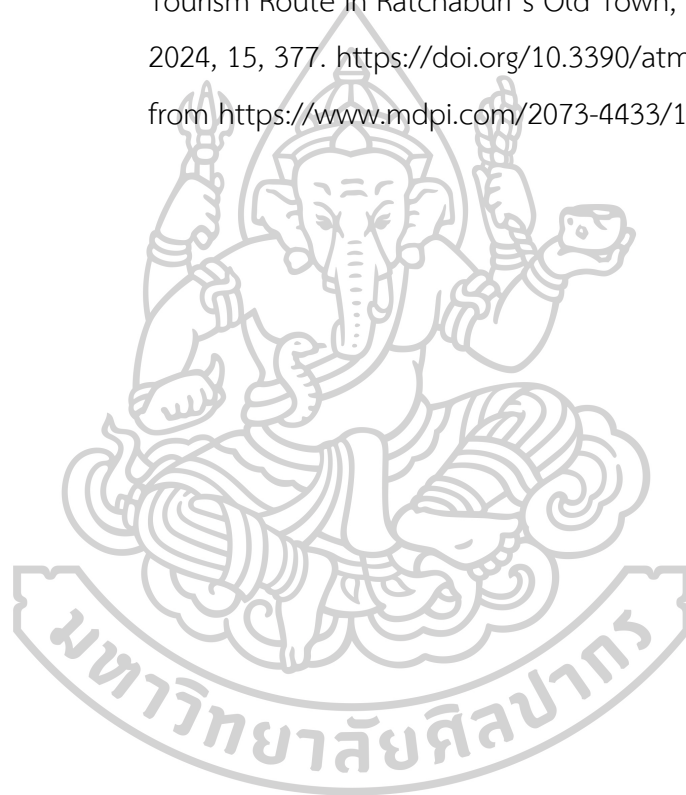 Tourism Route in Ratchaburi's Old Town,
2024, 15, 377. https://doi.org/10.3390/atm
from https://www.mdpi.com/2073-4433/1
มหาวิทยาลัยศิลปากร